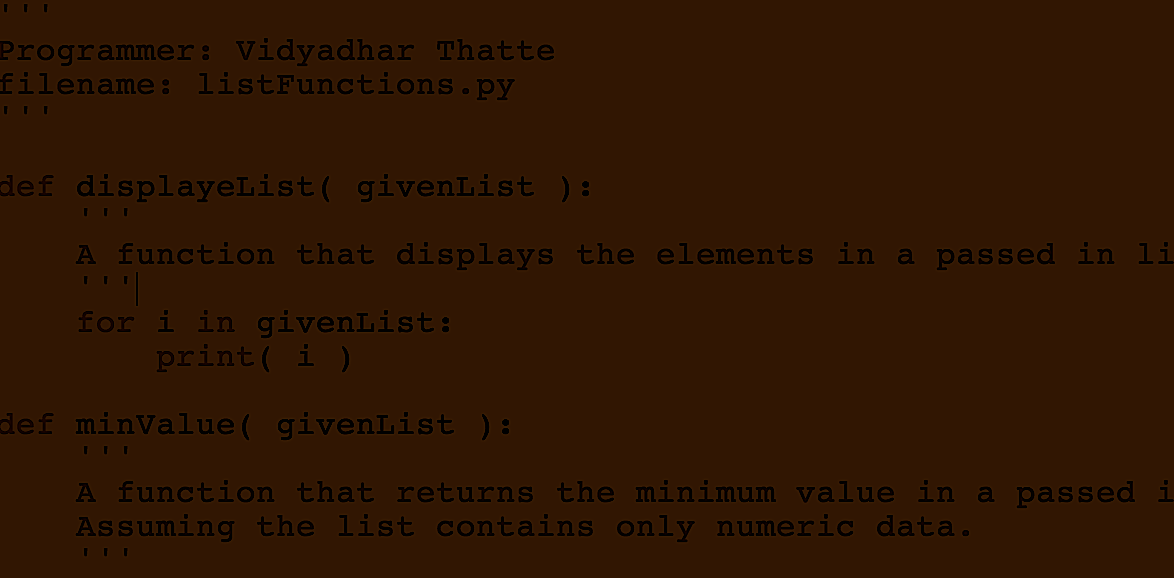 '''
Programmer: Vidyadhar Thatte
filename: listFunctions.py
'''
def displayeList( givenList ):
'''
A function that displays the elements in a passed in li
'''
for i in givenList:
print( i )
def minValue( givenList ):
'''
A function that returns the minimum value in a passed i
Assuming the list contains only numeric data.
'''